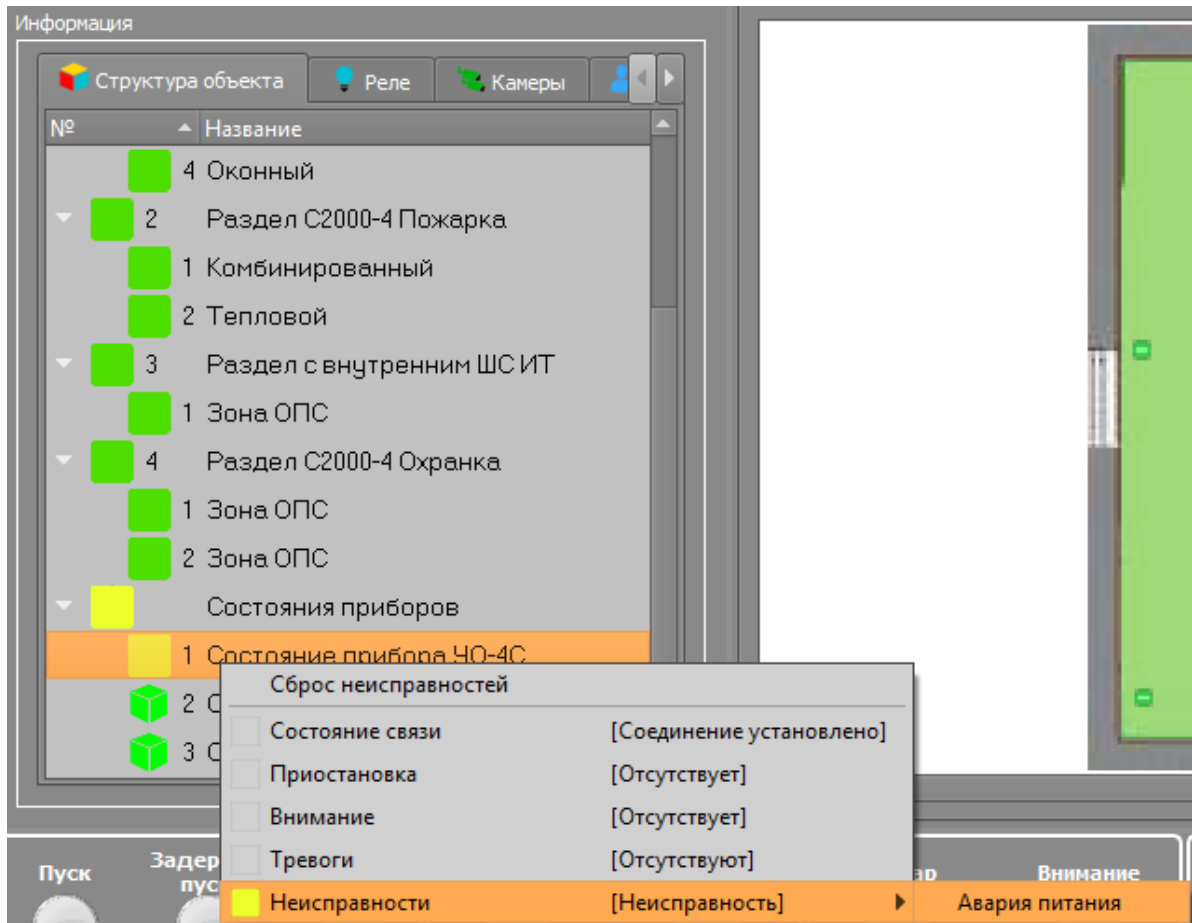 Информация
Структура объекта Реле Камеры
№ Название
4 Оконный
2 Раздел С2000-4 Пожарка
1 Комбинированный
2 Тепловой
3 Раздел с внутренним ШС ИТ
1 Зона ОПС
4 Раздел С2000-4 Охранка
1 Зона ОПС
2 Зона ОПС
Состояния приборов
1 Состояние прибора УО-4С
Сброс неисправностей
2 С
Состояние связи [Соединение установлено]
3 С
Приостановка [Отсутствует]
Внимание [Отсутствует]
Тревоги [Отсутствуют]
Пуск Внимание
Неисправности [Неисправность] Авария питания